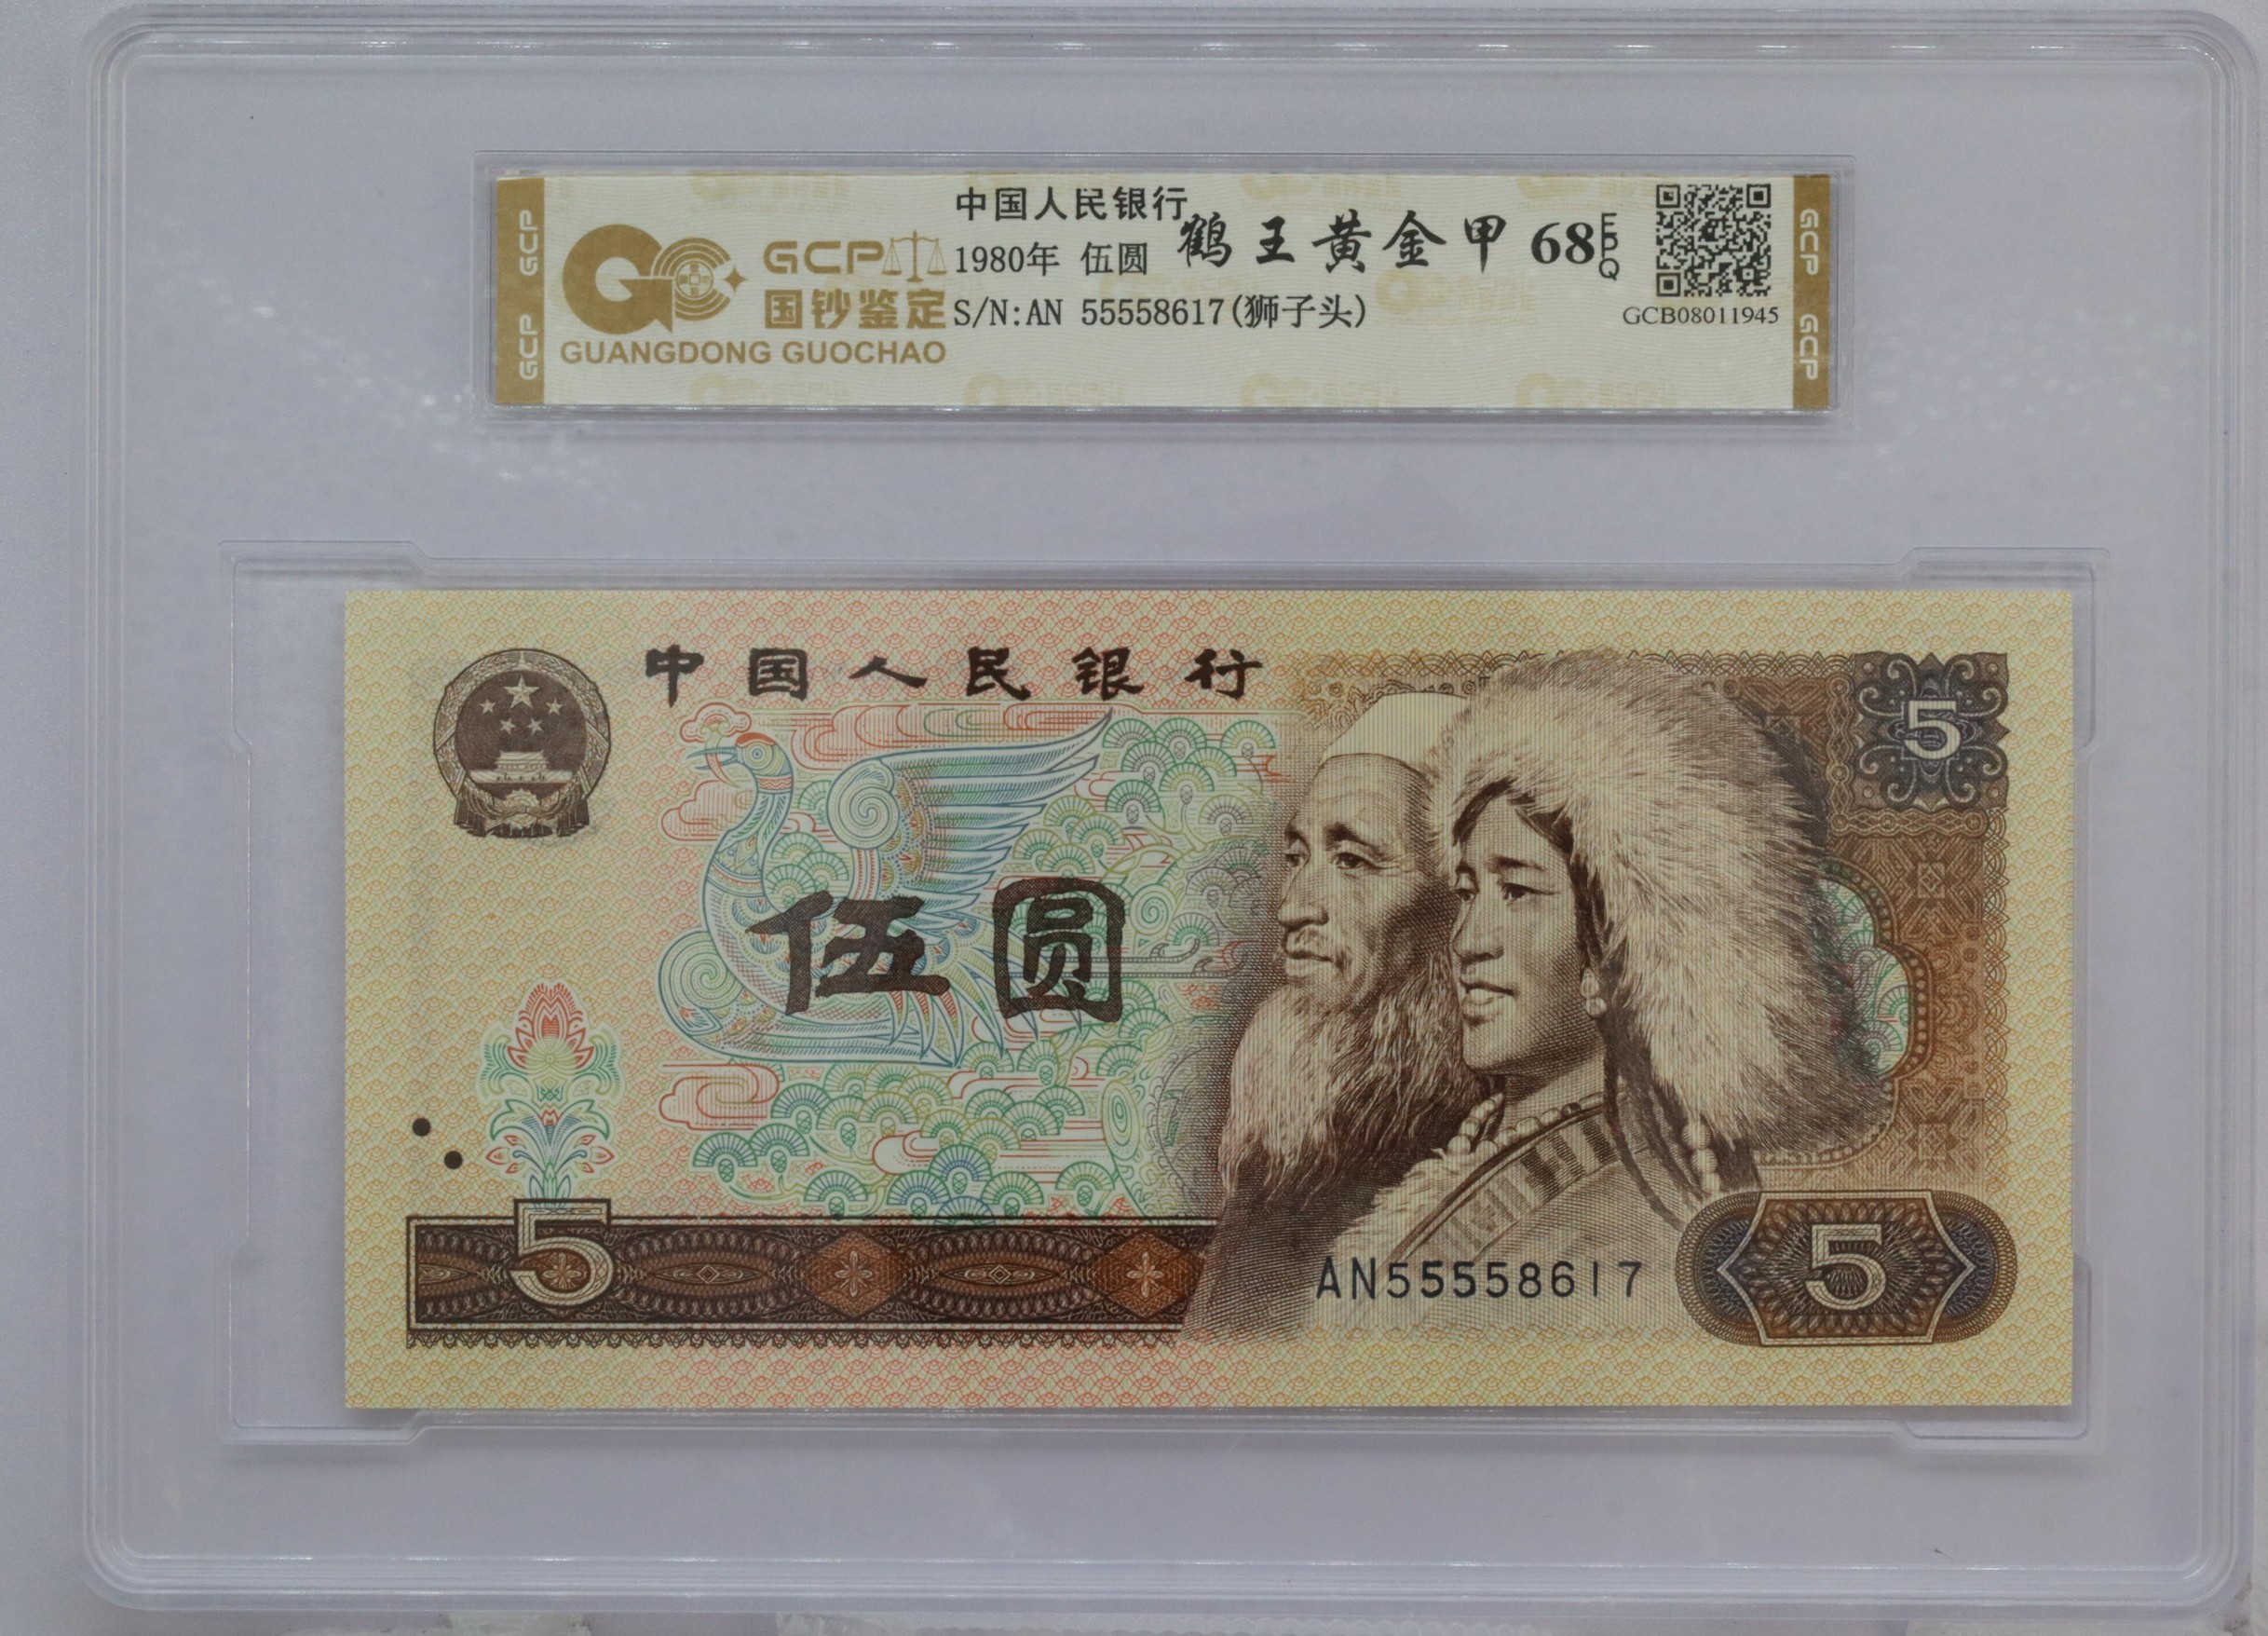 GCP GCP
GCP
国钞鉴定
GUANGDONG GUOCHAO
中国人民银行
1980年 伍圆
S/N:AN 55558617(狮子头)
鹤王黄金甲 68 EPQ
GCB08011945
GCP GCP
中国人民银行
5
伍圆
5
AN55558617
5